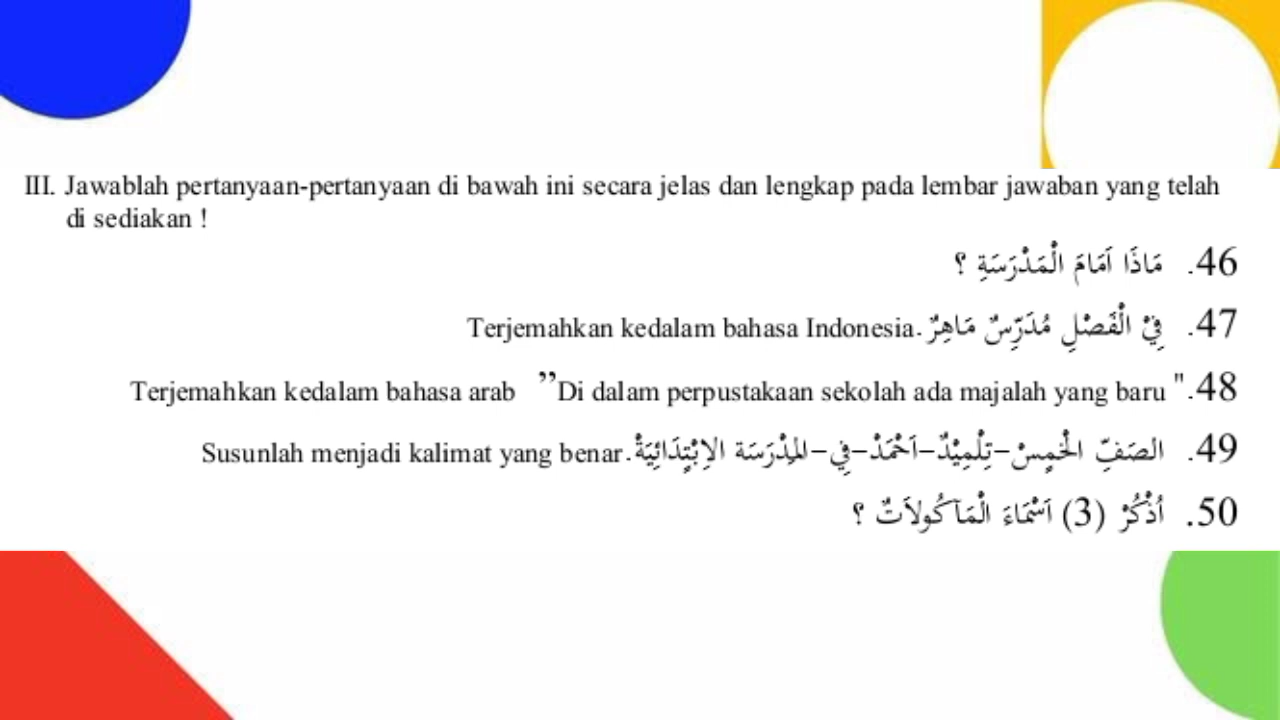 III. Jawablah pertanyaan-pertanyaan di bawah ini secara jelas dan lengkap pada lembar jawaban yang telah
di sediakan !
46. مَاذَا اَمَامَ الْمَدْرَسَةِ ؟
47. فِيْ الْفَصْلِ مُدَرِّسٌ مَاهِرٌ. Terjemahkan kedalam bahasa Indonesia
48. "Di dalam perpustakaan sekolah ada majalah yang baru" Terjemahkan kedalam bahasa arab
49. الصَفِّ الْخَمِسْ–تِلْمِيْدٌ–اَحْمَدْ–فِي–المِدْرَسَة الاِبْتِدَائِيَةُ. Susunlah menjadi kalimat yang benar
50. اُذْكُرْ (3) اَسْمَاءَ الْمَآكُولاَتٌ ؟